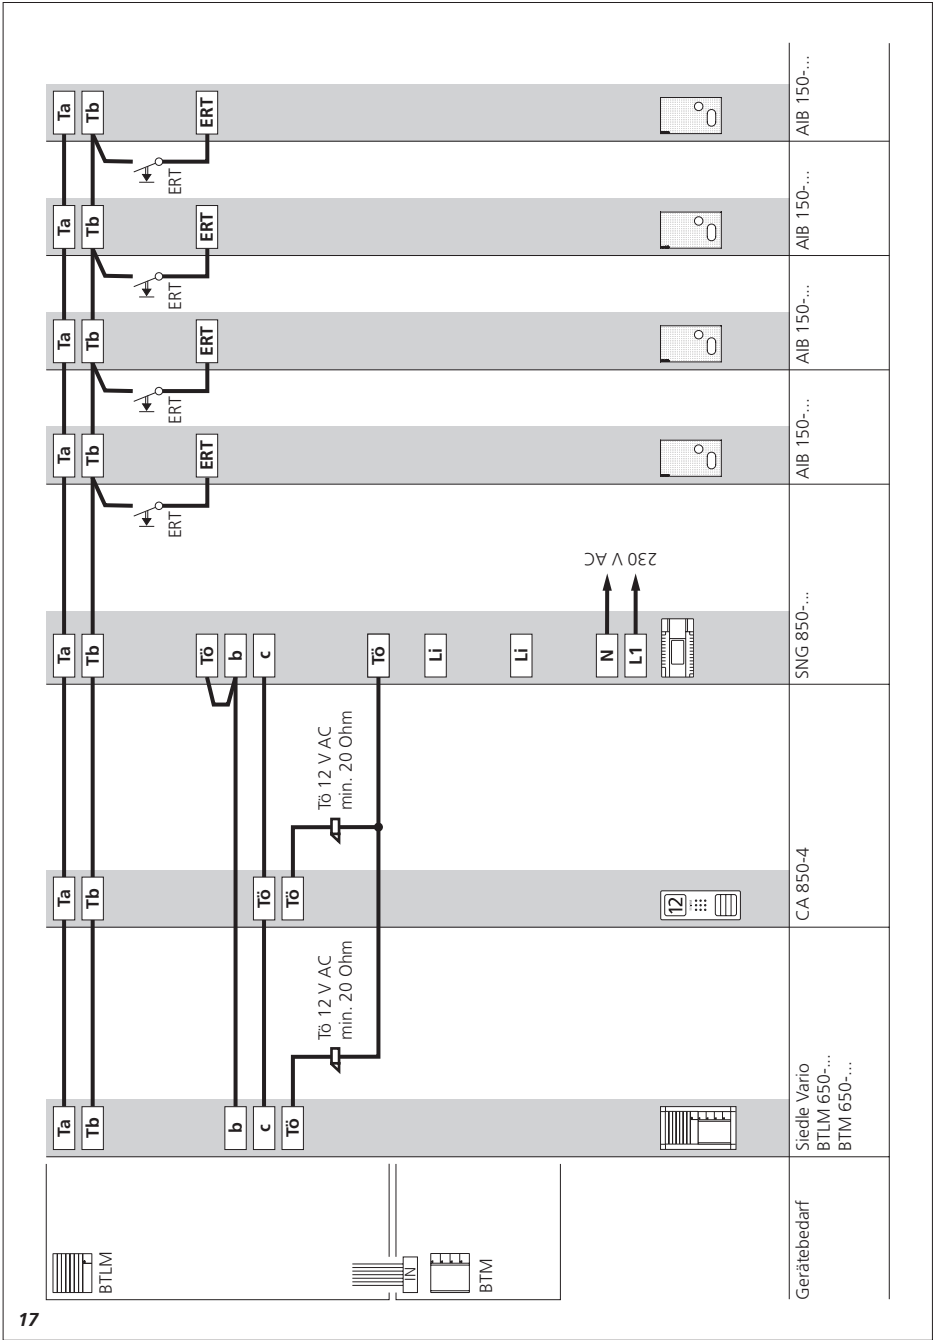 BTLM
IN
BTM
Gerätebedarf
Ta
Tb
b
c
Tö
Siedle Vario
BTLM 650-...
BTM 650-...
Tö 12 V AC
min. 20 Ohm
Ta
Tb
Tö
Tö
12
CA 850-4
Tö 12 V AC
min. 20 Ohm
Ta
Tb
Tö
b
c
Tö
Li
Li
N
L1
SNG 850-...
230 V AC
ERT
Ta
Tb
ERT
AIB 150-...
ERT
Ta
Tb
ERT
AIB 150-...
ERT
Ta
Tb
ERT
AIB 150-...
ERT
Ta
Tb
ERT
AIB 150-...
17